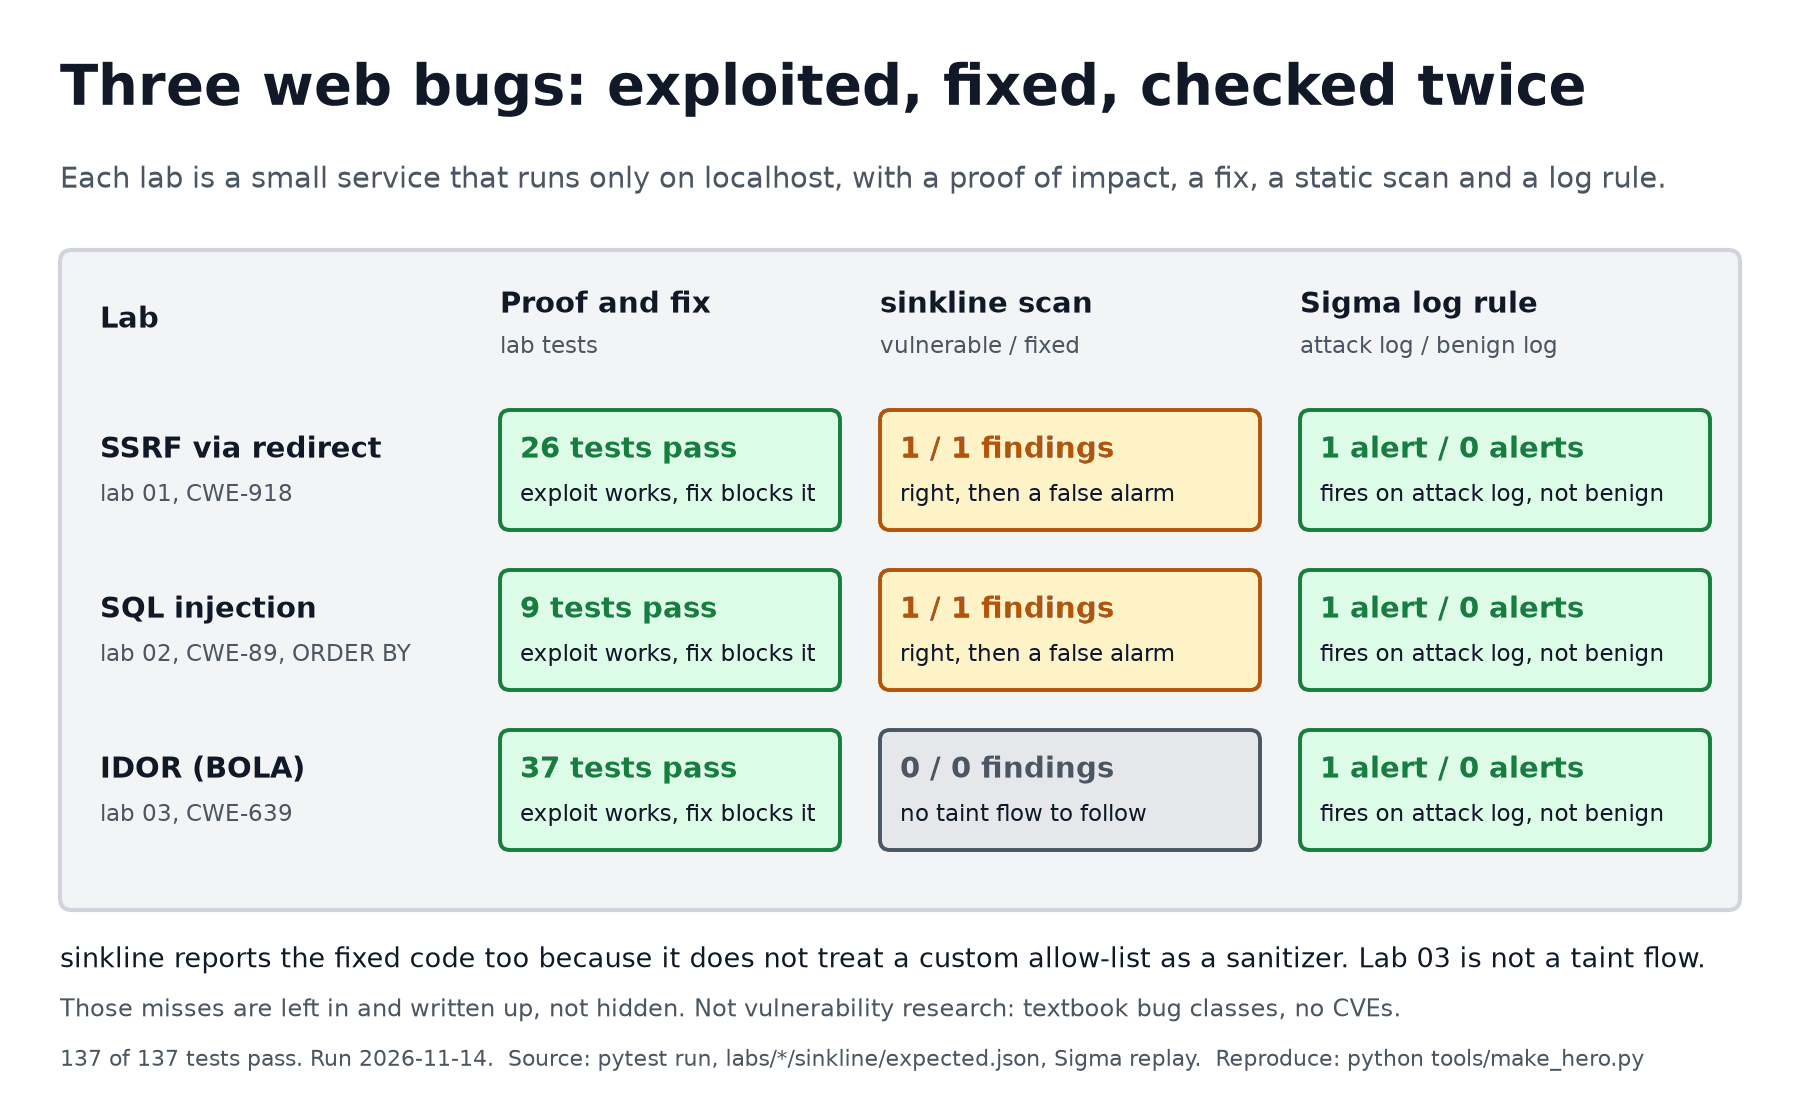 Three web bugs: exploited, fixed, checked twice
Each lab is a small service that runs only on localhost, with a proof of impact, a fix, a static scan and a log rule.
Lab
Proof and fix
lab tests
sinkline scan
vulnerable / fixed
Sigma log rule
attack log / benign log
SSRF via redirect
lab 01, CWE-918
26 tests pass
exploit works, fix blocks it
1 / 1 findings
right, then a false alarm
1 alert / 0 alerts
fires on attack log, not benign
SQL injection
lab 02, CWE-89, ORDER BY
9 tests pass
exploit works, fix blocks it
1 / 1 findings
right, then a false alarm
1 alert / 0 alerts
fires on attack log, not benign
IDOR (BOLA)
lab 03, CWE-639
37 tests pass
exploit works, fix blocks it
0 / 0 findings
no taint flow to follow
1 alert / 0 alerts
fires on attack log, not benign
sinkline reports the fixed code too because it does not treat a custom allow-list as a sanitizer. Lab 03 is not a taint flow.
Those misses are left in and written up, not hidden. Not vulnerability research: textbook bug classes, no CVEs.
137 of 137 tests pass. Run 2026-11-14.  Source: pytest run, labs/*/sinkline/expected.json, Sigma replay.  Reproduce: python tools/make_hero.py